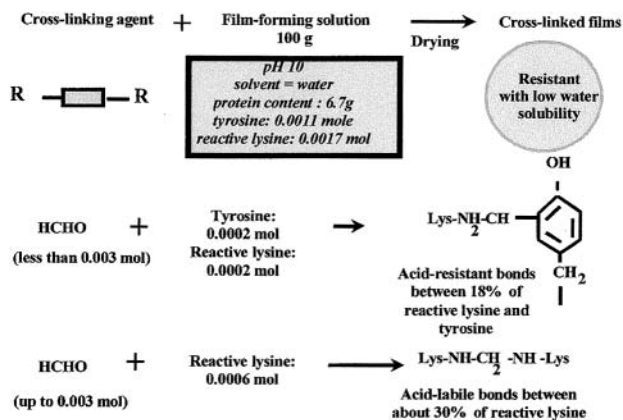 Cross-linking agent + Film-forming solution Cross-linked films
100 g
Drying
R R
pH 10
solvent = water
protein content : 6.7g
tyrosine: 0.0011 mole
reactive lysine: 0.0017 mol
Resistant
with low water
solubility
OH
HCHO + Tyrosine:
(less than 0.003 mol) 0.0002 mol
Reactive lysine:
0.0002 mol
Lys-NH-CH
2
CH2
Acid-resistant bonds
between 18% of
reactive lysine and
tyrosine
HCHO + Reactive lysine:
(up to 0.003 mol) 0.0006 mol
Lys-NH-CH2 -NH -Lys
Acid-labile bonds between
about 30% of reactive lysine